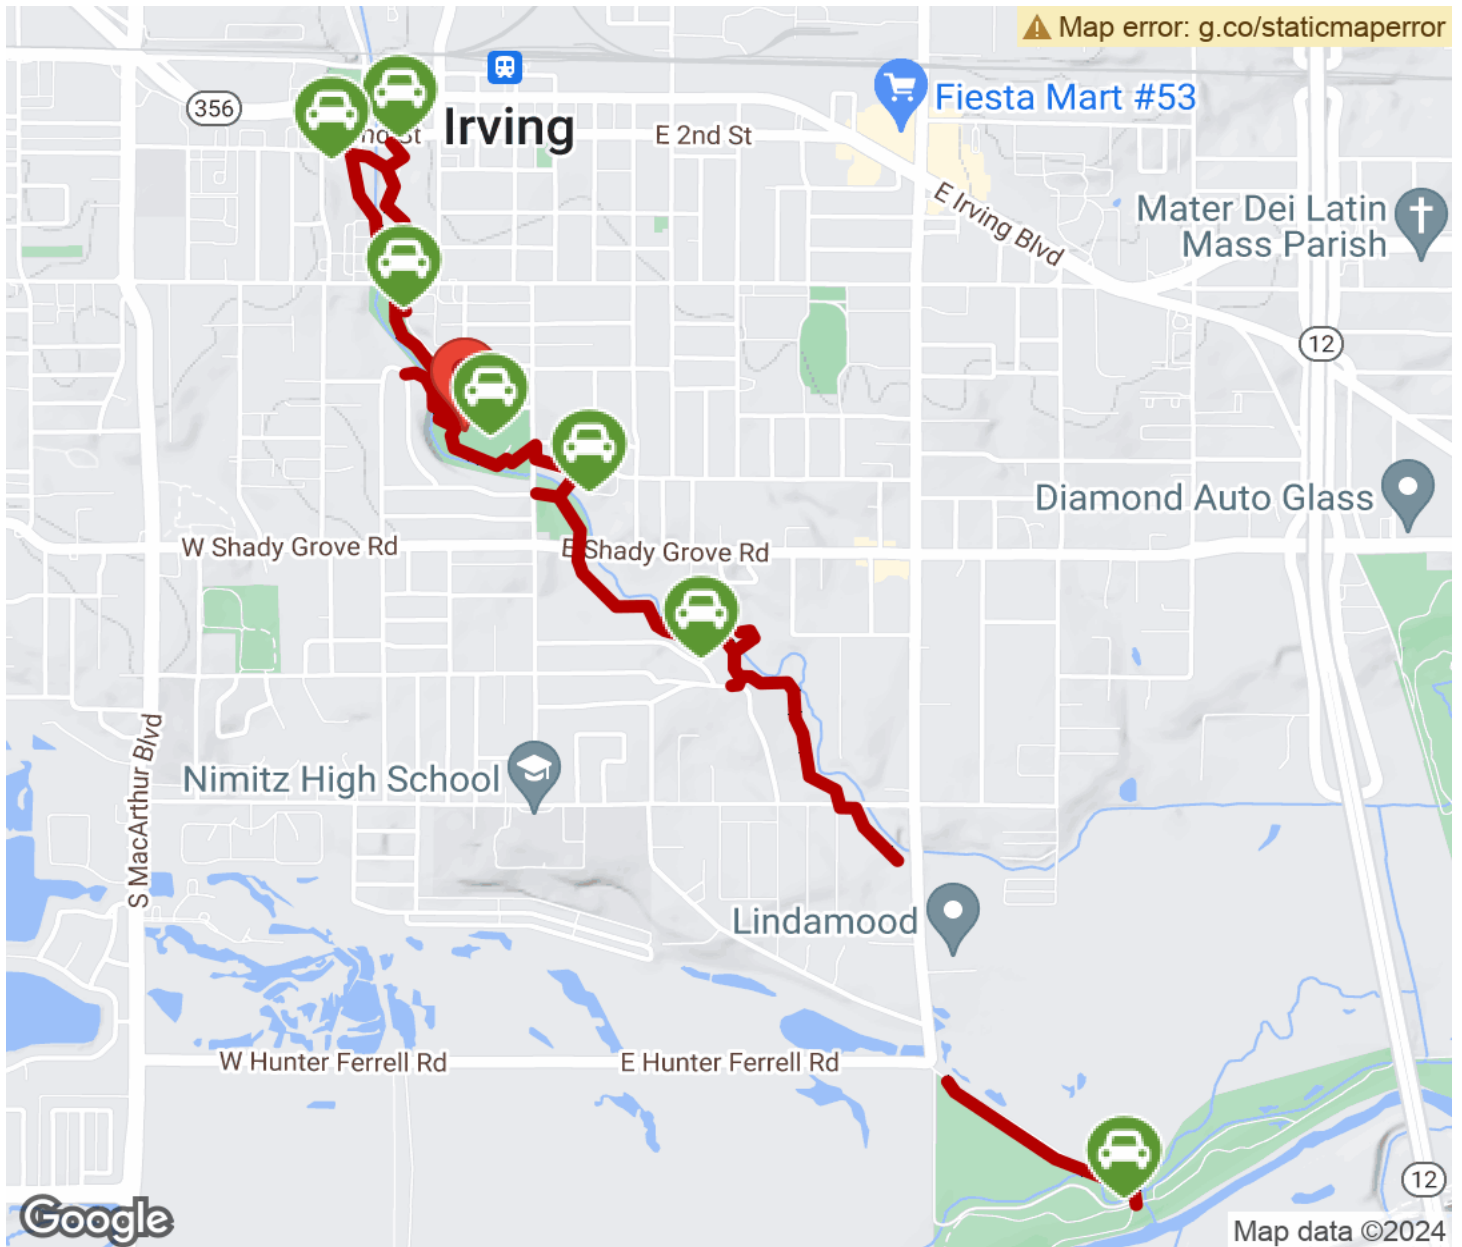 Map error: g.co/staticmaperror
356
Irving
E 2nd St
Fiesta Mart #53
E Irving Blvd
Mater Dei Latin
Mass Parish
12
Diamond Auto Glass
W Shady Grove Rd
E Shady Grove Rd
Nimitz High School
S MacArthur Blvd
Lindamood
W Hunter Ferrell Rd
E Hunter Ferrell Rd
12
Google
Map data ©2024